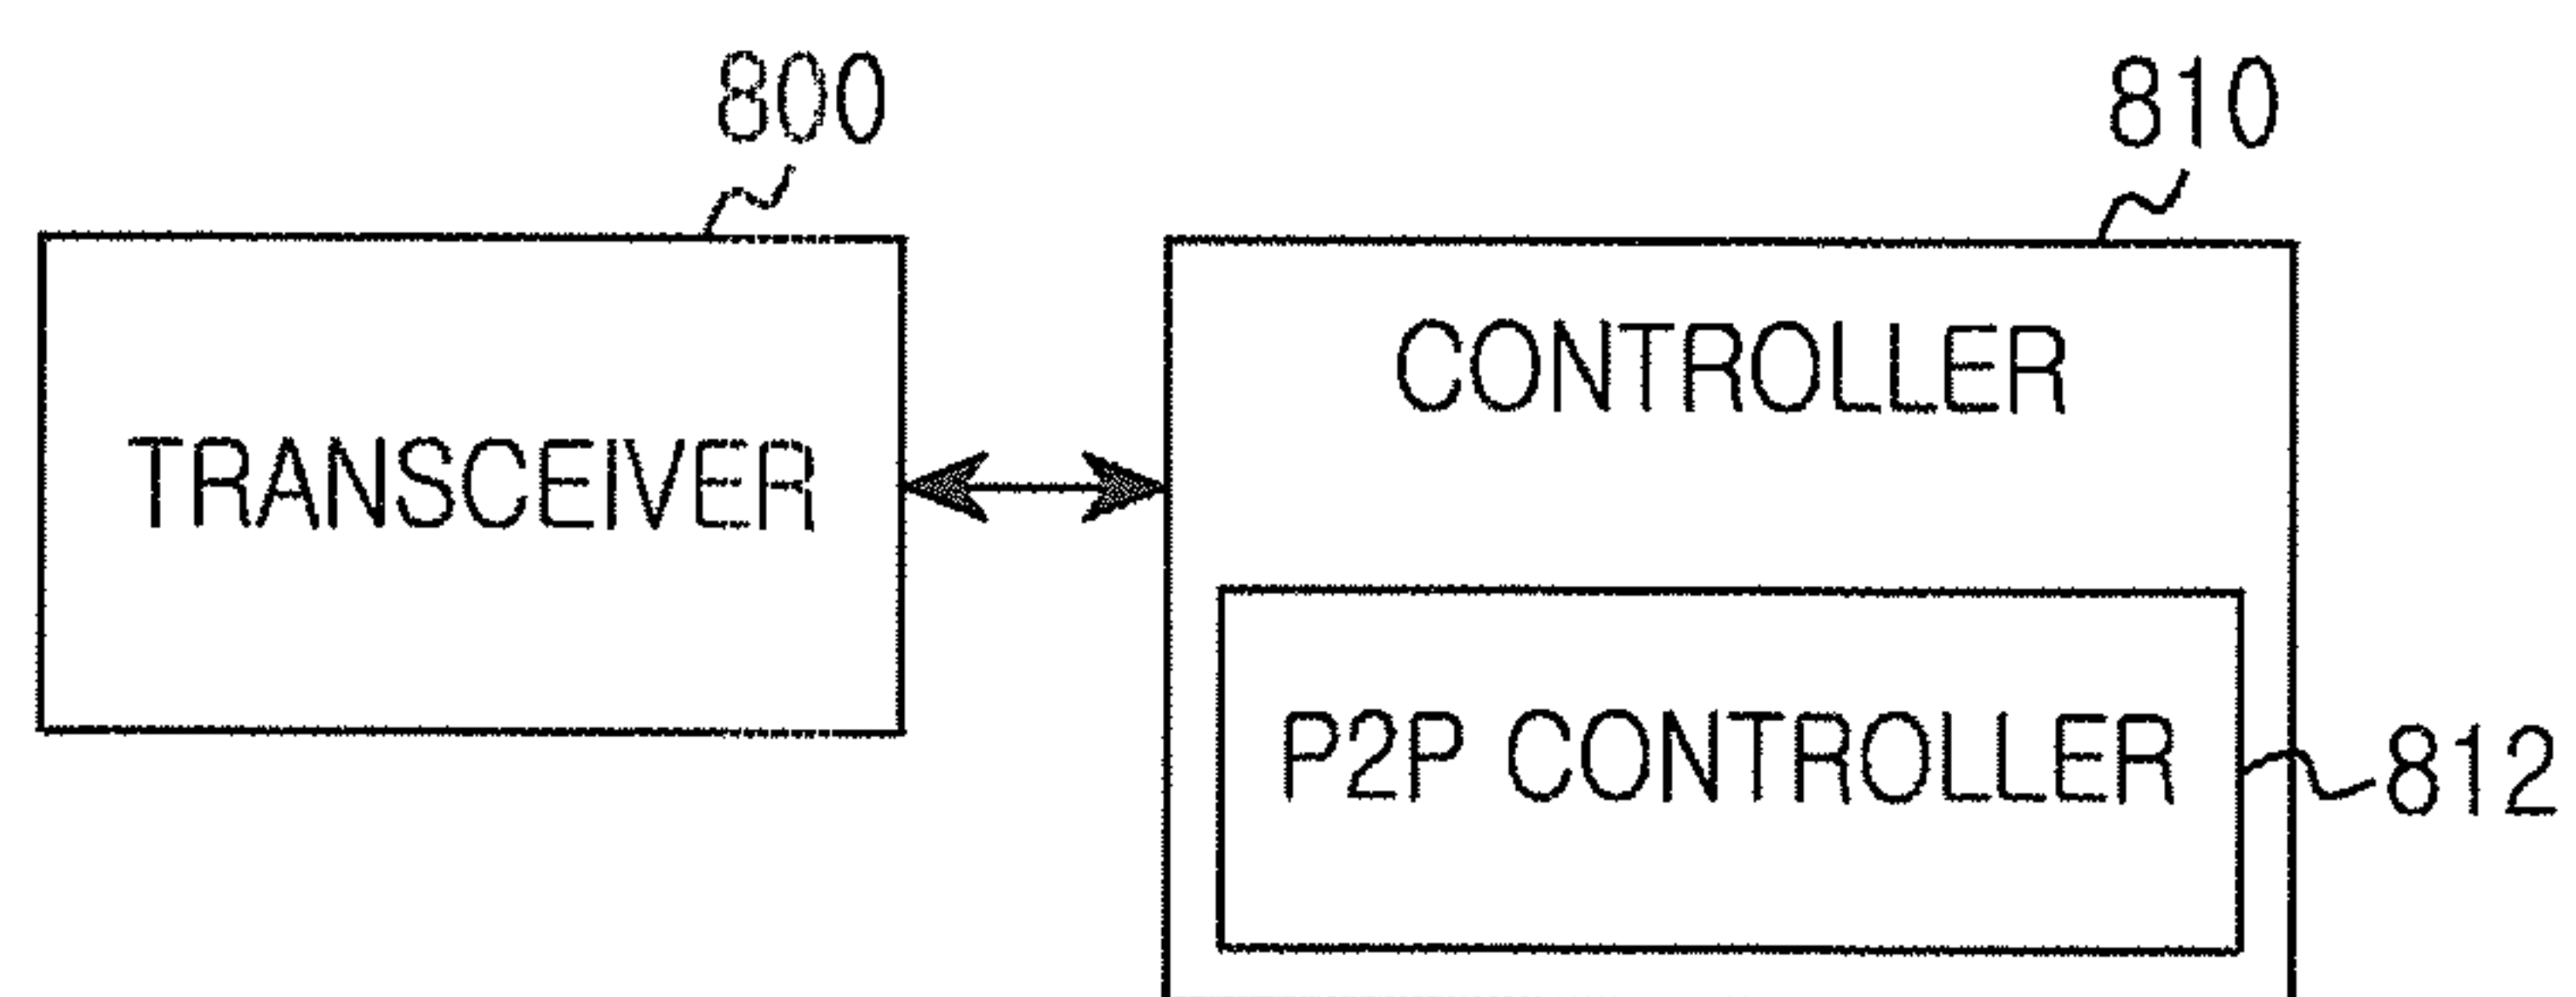 800
810
TRANSCEIVER
CONTROLLER
P2P CONTROLLER
812